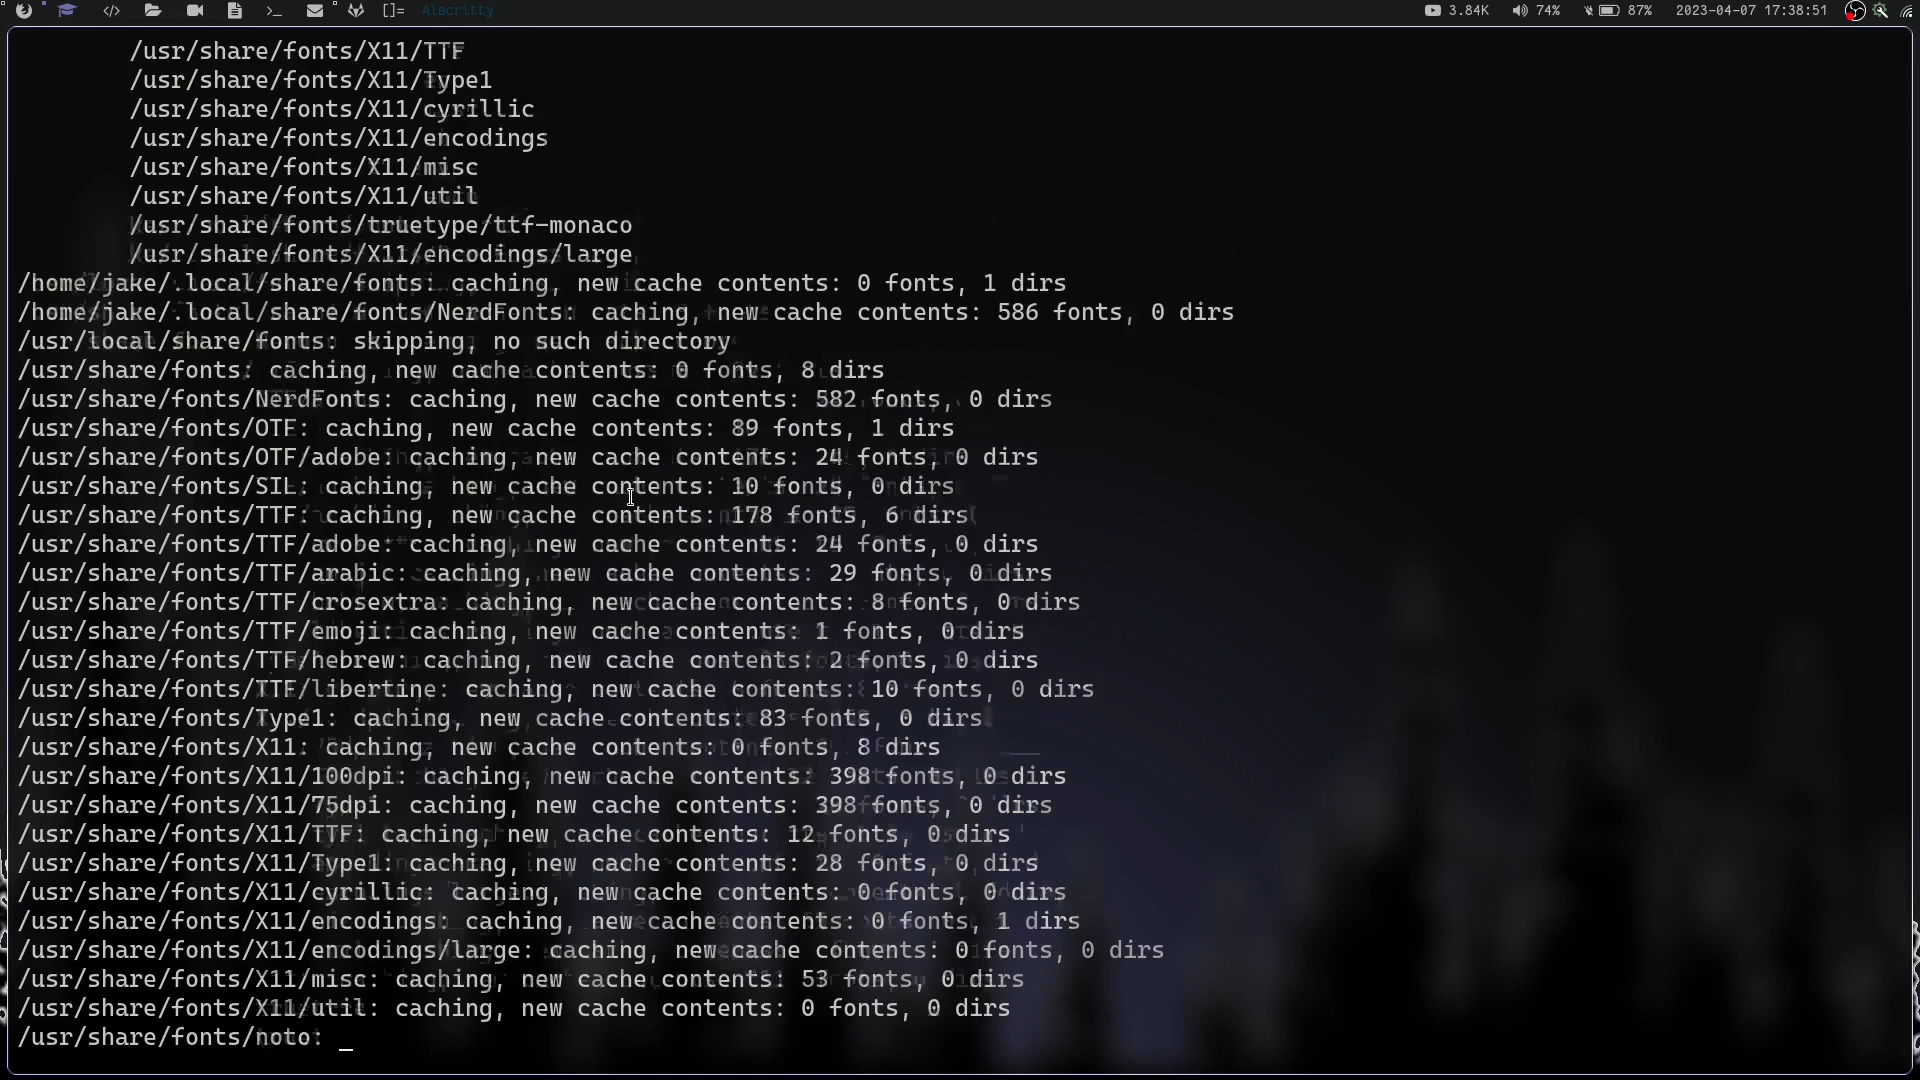 []= Alacritty 3.84K 74% 87% 2023-04-07 17:38:51
/usr/share/fonts/X11/TTF
/usr/share/fonts/X11/Type1
/usr/share/fonts/X11/cyrillic
/usr/share/fonts/X11/encodings
/usr/share/fonts/X11/misc
/usr/share/fonts/X11/util
/usr/share/fonts/truetype/ttf-monaco
/usr/share/fonts/X11/encodings/large
/home/jake/.local/share/fonts: caching, new cache contents: 0 fonts, 1 dirs
/home/jake/.local/share/fonts/NerdFonts: caching, new cache contents: 586 fonts, 0 dirs
/usr/local/share/fonts: skipping, no such directory
/usr/share/fonts: caching, new cache contents: 0 fonts, 8 dirs
/usr/share/fonts/NerdFonts: caching, new cache contents: 582 fonts, 0 dirs
/usr/share/fonts/OTF: caching, new cache contents: 89 fonts, 1 dirs
/usr/share/fonts/OTF/adobe: caching, new cache contents: 24 fonts, 0 dirs
/usr/share/fonts/SIL: caching, new cache contents: 10 fonts, 0 dirs
/usr/share/fonts/TTF: caching, new cache contents: 178 fonts, 6 dirs
/usr/share/fonts/TTF/adobe: caching, new cache contents: 24 fonts, 0 dirs
/usr/share/fonts/TTF/arabic: caching, new cache contents: 29 fonts, 0 dirs
/usr/share/fonts/TTF/crosextra: caching, new cache contents: 8 fonts, 0 dirs
/usr/share/fonts/TTF/emoji: caching, new cache contents: 1 fonts, 0 dirs
/usr/share/fonts/TTF/hebrew: caching, new cache contents: 2 fonts, 0 dirs
/usr/share/fonts/TTF/libertine: caching, new cache contents: 10 fonts, 0 dirs
/usr/share/fonts/Type1: caching, new cache contents: 83 fonts, 0 dirs
/usr/share/fonts/X11: caching, new cache contents: 0 fonts, 8 dirs
/usr/share/fonts/X11/100dpi: caching, new cache contents: 398 fonts, 0 dirs
/usr/share/fonts/X11/75dpi: caching, new cache contents: 398 fonts, 0 dirs
/usr/share/fonts/X11/TTF: caching, new cache contents: 12 fonts, 0 dirs
/usr/share/fonts/X11/Type1: caching, new cache contents: 28 fonts, 0 dirs
/usr/share/fonts/X11/cyrillic: caching, new cache contents: 0 fonts, 0 dirs
/usr/share/fonts/X11/encodings: caching, new cache contents: 0 fonts, 1 dirs
/usr/share/fonts/X11/encodings/large: caching, new cache contents: 0 fonts, 0 dirs
/usr/share/fonts/X11/misc: caching, new cache contents: 53 fonts, 0 dirs
/usr/share/fonts/X11/util: caching, new cache contents: 0 fonts, 0 dirs
/usr/share/fonts/noto: _